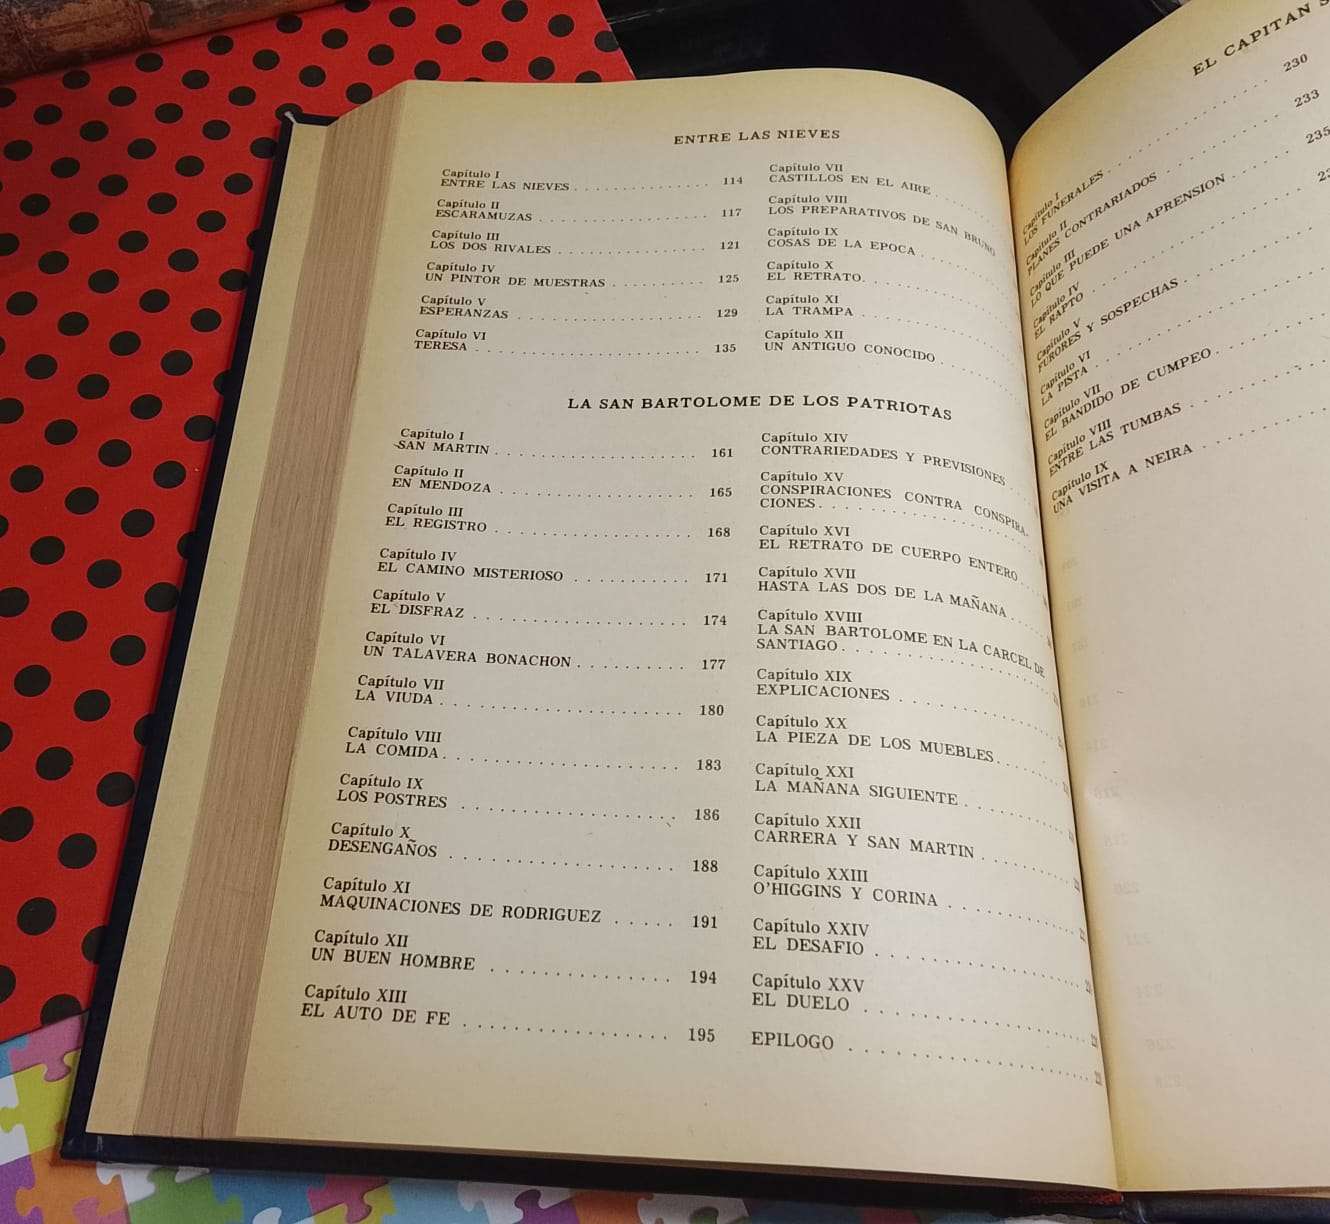 ENTRE LAS NIEVES
Capítulo I
ENTRE LAS NIEVES . . . . . . . . . . . . 114
Capítulo II
ESCARAMUZAS . . . . . . . . . . . . . . . 117
Capítulo III
LOS DOS RIVALES . . . . . . . . . . . . . 121
Capítulo IV
UN PINTOR DE MUESTRAS . . . . . . . . . . 125
Capítulo V
ESPERANZAS . . . . . . . . . . . . . . . . 129
Capítulo VI
TERESA . . . . . . . . . . . . . . . . . . . 135
Capítulo VII
CASTILLOS EN EL AIRE . . . . . .
Capítulo VIII
LOS PREPARATIVOS DE SAN BRUNO
Capítulo IX
COSAS DE LA EPOCA . . . . . . . .
Capítulo X
EL RETRATO. . . . . . . . . . . . .
Capítulo XI
LA TRAMPA . . . . . . . . . . . . .
Capítulo XII
UN ANTIGUO CONOCIDO . . . . . . .
LA SAN BARTOLOME DE LOS PATRIOTAS
Capítulo I
SAN MARTIN . . . . . . . . . . . . . . . . . 161
Capítulo II
EN MENDOZA . . . . . . . . . . . . . . . . . 165
Capítulo III
EL REGISTRO . . . . . . . . . . . . . . . . . 168
Capítulo IV
EL CAMINO MISTERIOSO . . . . . . . . . . 171
Capítulo V
EL DISFRAZ . . . . . . . . . . . . . . . . . . 174
Capítulo VI
UN TALAVERA BONACHON . . . . . . . . . . 177
Capítulo VII
LA VIUDA . . . . . . . . . . . . . . . . . . . . 180
Capítulo VIII
LA COMIDA . . . . . . . . . . . . . . . . . . . 183
Capítulo IX
LOS POSTRES . . . . . . . . . . . . . . . . . 186
Capítulo X
DESENGAÑOS . . . . . . . . . . . . . . . . . 188
Capítulo XI
MAQUINACIONES DE RODRIGUEZ . . . . . 191
Capítulo XII
UN BUEN HOMBRE . . . . . . . . . . . . . . 194
Capítulo XIII
EL AUTO DE FE . . . . . . . . . . . . . . . . 195
Capítulo XIV
CONTRARIEDADES Y PREVISIONES . . .
Capítulo XV
CONSPIRACIONES CONTRA CONSPIRA-
CIONES. . . . . . . . . . . . . . . . .
Capítulo XVI
EL RETRATO DE CUERPO ENTERO . . .
Capítulo XVII
HASTA LAS DOS DE LA MAÑANA . . . .
Capítulo XVIII
LA SAN BARTOLOME EN LA CARCEL DE
SANTIAGO . . . . . . . . . . . . . . . .
Capítulo XIX
EXPLICACIONES . . . . . . . . . . . . .
Capítulo XX
LA PIEZA DE LOS MUEBLES . . . . . .
Capítulo XXI
LA MAÑANA SIGUIENTE . . . . . . . . .
Capítulo XXII
CARRERA Y SAN MARTIN . . . . . . . .
Capítulo XXIII
O'HIGGINS Y CORINA . . . . . . . . . .
Capítulo XXIV
EL DESAFIO . . . . . . . . . . . . . . . .
Capítulo XXV
EL DUELO . . . . . . . . . . . . . . . . .
EPILOGO . . . . . . . . . . . . . . . . . .
EL CAPITAN
Capítulo I
LOS FUNERALES . . . . . . . . . . . . . 230
Capítulo II
PLANES CONTRARIADOS . . . . . . . . . 233
Capítulo III
LO QUE PUEDE UNA APRENSION . . . . . 235
Capítulo IV
EL RAPTO . . . . . . . . . . . . . . . .
Capítulo V
FURORES Y SOSPECHAS . . . . . . . . .
Capítulo VI
LA PISTA . . . . . . . . . . . . . . . .
Capítulo VII
EL BANDIDO DE CUMPEO . . . . . . . .
Capítulo VIII
ENTRE LAS TUMBAS . . . . . . . . . . .
Capítulo IX
UNA VISITA A NEIRA . . . . . . . . . .